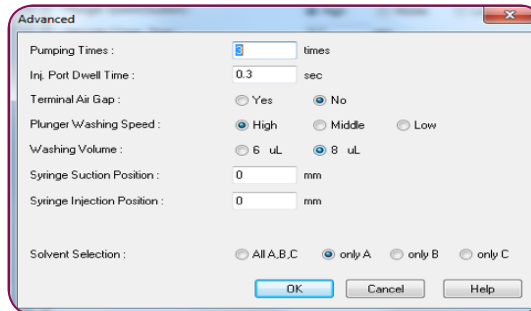 Advanced
Pumping Times : 3 times
Inj. Port Dwell Time : 0.3 sec
Terminal Air Gap : Yes No
Plunger Washing Speed : High Middle Low
Washing Volume : 6 uL 8 uL
Syringe Suction Position : 0 mm
Syringe Injection Position : 0 mm
Solvent Selection : All A,B,C only A only B only C
OK Cancel Help